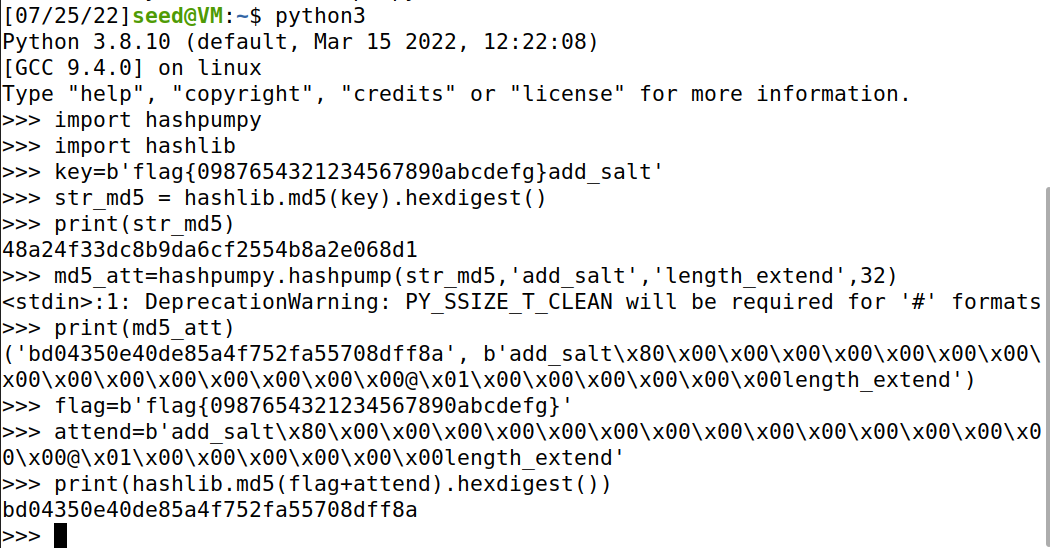 [07/25/22]seed@VM:~$ python3
Python 3.8.10 (default, Mar 15 2022, 12:22:08)
[GCC 9.4.0] on linux
Type "help", "copyright", "credits" or "license" for more information.
>>> import hashpumpy
>>> import hashlib
>>> key=b'flag{0987654321234567890abcdefg}add_salt'
>>> str_md5 = hashlib.md5(key).hexdigest()
>>> print(str_md5)
48a24f33dc8b9da6cf2554b8a2e068d1
>>> md5_att=hashpumpy.hashpump(str_md5,'add_salt','length_extend',32)
<stdin>:1: DeprecationWarning: PY_SSIZE_T_CLEAN will be required for '#' formats
>>> print(md5_att)
('bd04350e40de85a4f752fa55708dff8a', b'add_salt\x80\x00\x00\x00\x00\x00\x00\x00\
x00\x00\x00\x00\x00\x00\x00\x00@\x01\x00\x00\x00\x00\x00\x00length_extend')
>>> flag=b'flag{0987654321234567890abcdefg}'
>>> attend=b'add_salt\x80\x00\x00\x00\x00\x00\x00\x00\x00\x00\x00\x00\x00\x00\x0
0\x00@\x01\x00\x00\x00\x00\x00\x00length_extend'
>>> print(hashlib.md5(flag+attend).hexdigest())
bd04350e40de85a4f752fa55708dff8a
>>>